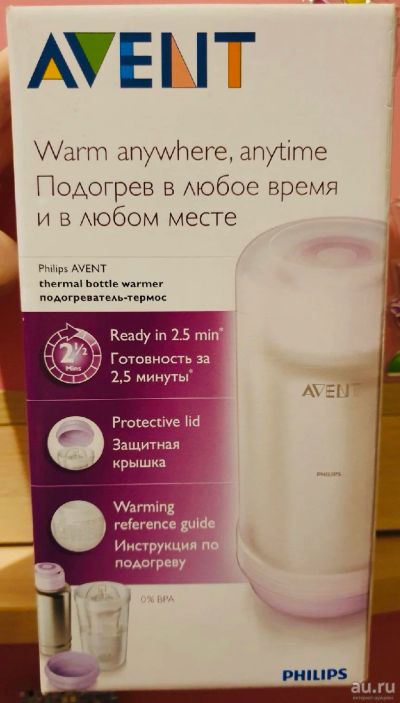 AVENT
Warm anywhere, anytime
Подогрев в любое время
и в любом месте
Philips AVENT
thermal bottle warmer
подогреватель-термос
2½
Mins
Ready in 2.5 min*
Готовность за
2,5 минуты*
Protective lid
Защитная
крышка
Warming
reference guide
Инструкция по
подогреву
0% BPA
AVENT
PHILIPS
PHILIPS
au.ru